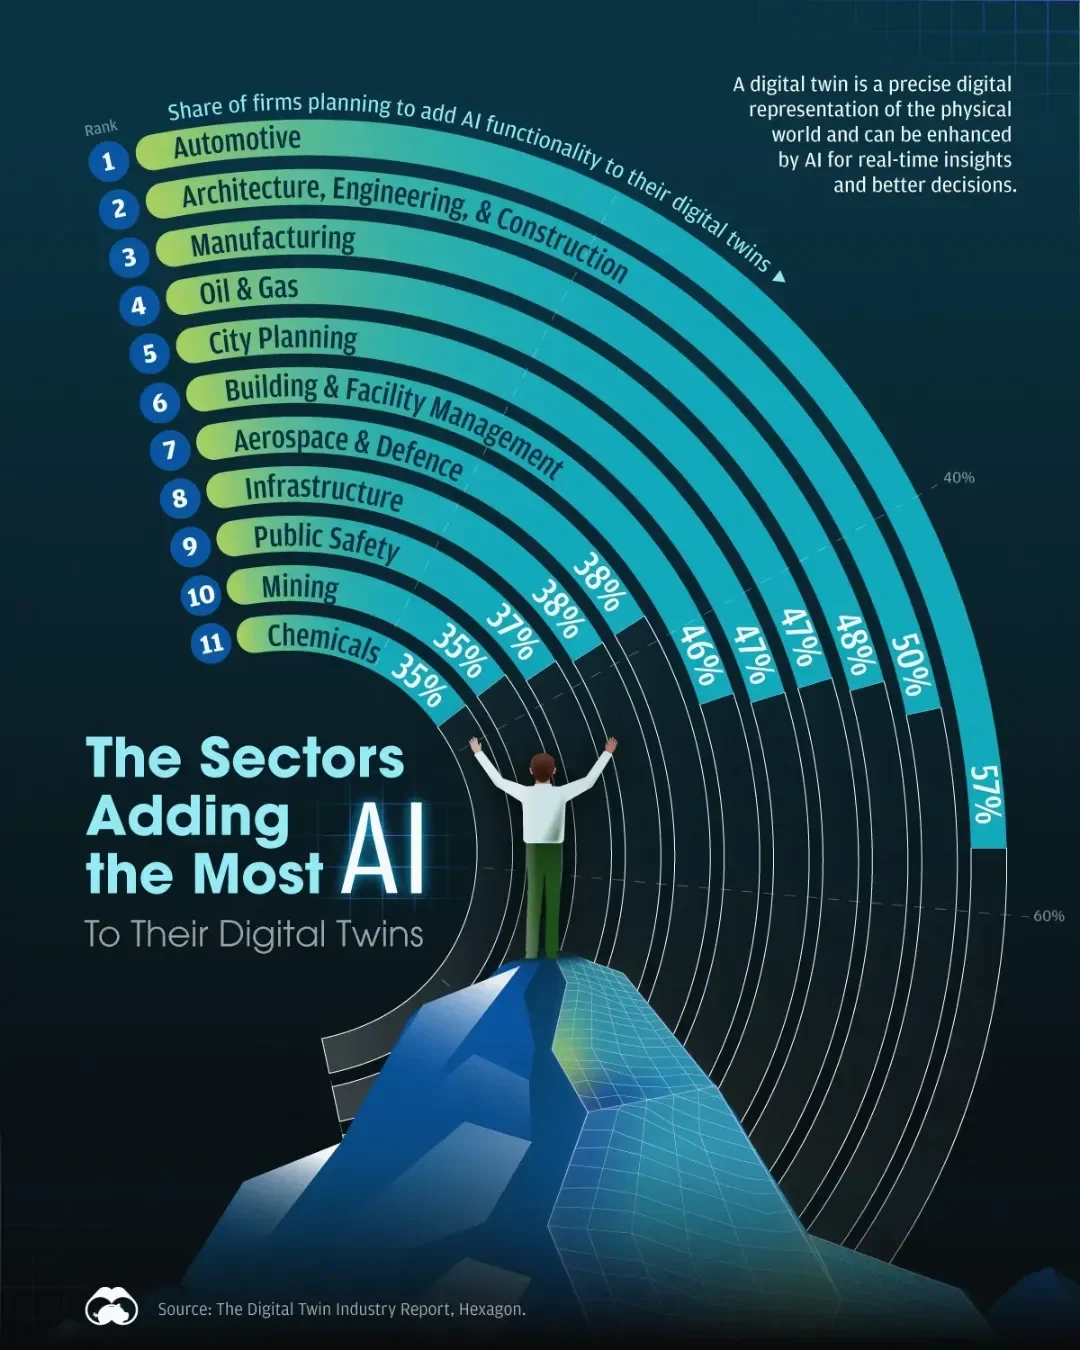 A digital twin is a precise digital
representation of the physical
world and can be enhanced
by AI for real-time insights
and better decisions.
Share of firms planning to add AI functionality to their digital twins
Rank
1 Automotive 57%
2 Architecture, Engineering, & Construction 50%
3 Manufacturing 48%
4 Oil & Gas 47%
5 City Planning 47%
6 Building & Facility Management 46%
7 Aerospace & Defence 38%
8 Infrastructure 38%
9 Public Safety 37%
10 Mining 35%
11 Chemicals 35%
40%
60%
The Sectors
Adding
the Most AI
To Their Digital Twins
Source: The Digital Twin Industry Report, Hexagon.